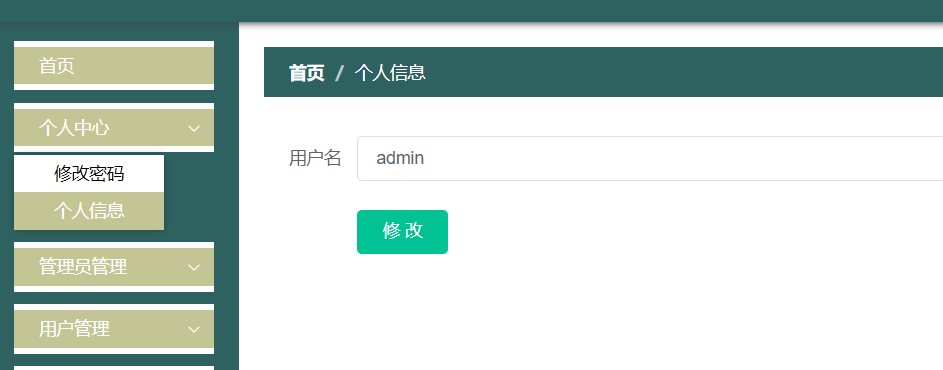 首页
个人中心
修改密码
个人信息
管理员管理
用户管理
首页 / 个人信息
用户名 admin
修 改